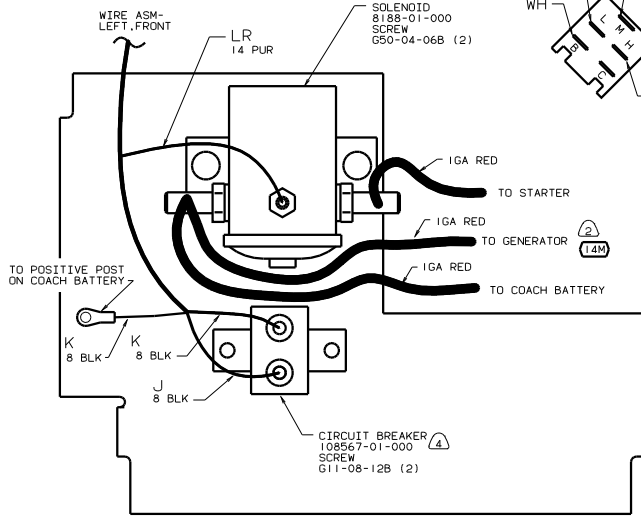 WIRE ASM-
LEFT,FRONT
LR
14 PUR
SOLENOID
8188-01-000
SCREW
G50-04-06B (2)
WH
L
M
H
B
C
1GA RED
TO STARTER
1GA RED
TO GENERATOR
2
14M
1GA RED
TO COACH BATTERY
TO POSITIVE POST
ON COACH BATTERY
K
8 BLK
K
8 BLK
J
8 BLK
CIRCUIT BREAKER
4
108567-01-000
SCREW
G11-08-12B (2)